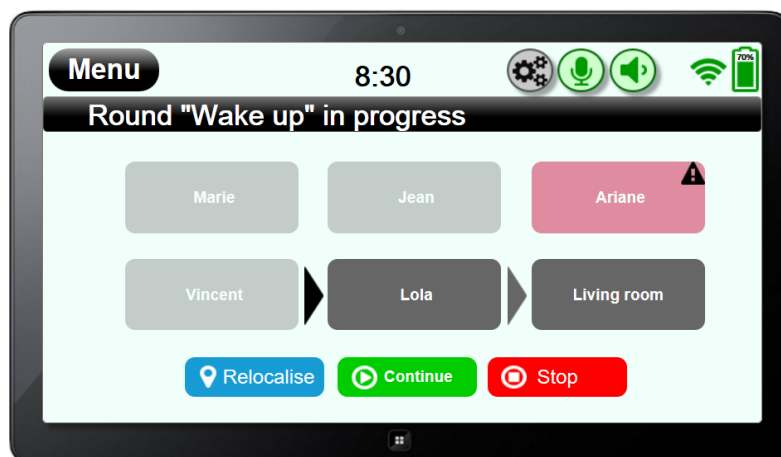 Menu
8:30
70%
Round "Wake up" in progress
Marie
Jean
Ariane
Vincent
Lola
Living room
Relocalise
Continue
Stop